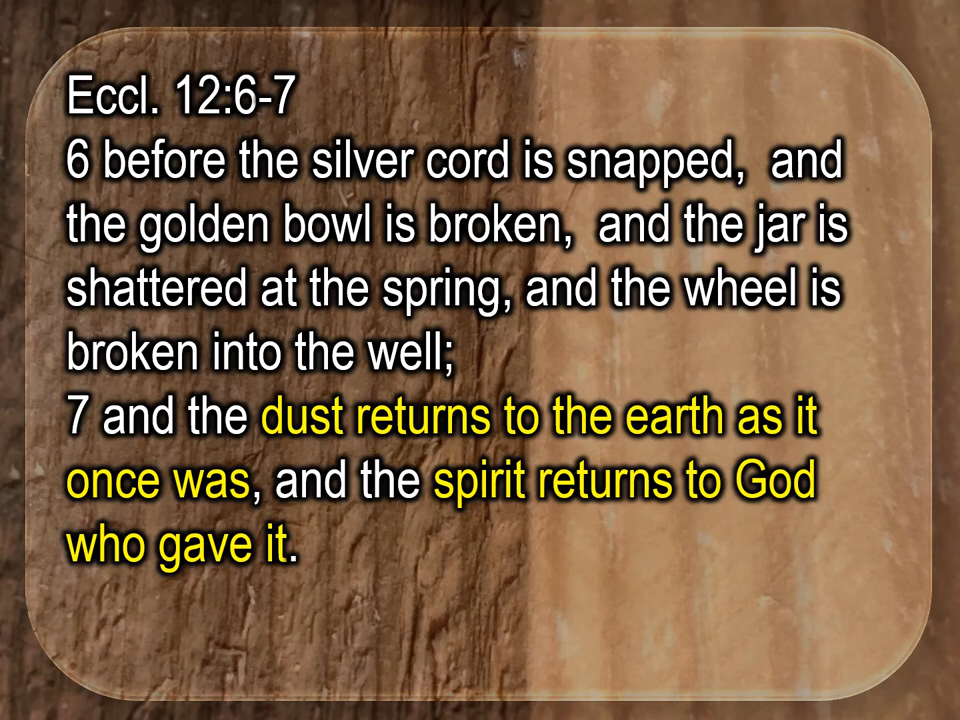 Eccl. 12:6-7
6 before the silver cord is snapped,  and
the golden bowl is broken,  and the jar is
shattered at the spring, and the wheel is
broken into the well;
7 and the dust returns to the earth as it
once was, and the spirit returns to God
who gave it.